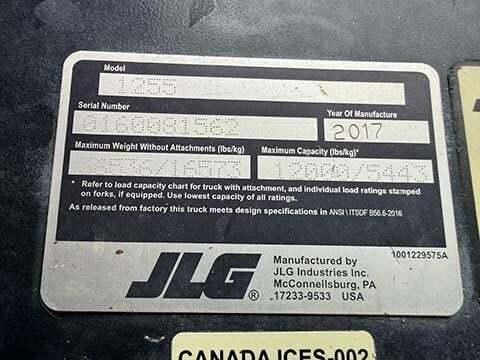 Model
1255
Serial Number
0160081562
Year Of Manufacture
2017
Maximum Weight Without Attachments (lbs/kg)
Maximum Capacity (lbs/kg)*
12000/5443
* Refer to load capacity chart for truck with attachment, and individual load ratings stamped
on forks, if equipped. Use lowest capacity of all ratings.
As released from factory this truck meets design specifications in ANSI \ ITSDF B56.6-2016
JLG®
Manufactured by
JLG Industries Inc.
McConnellsburg, PA
17233-9533 USA
1001229575A
CANADA ICES-002